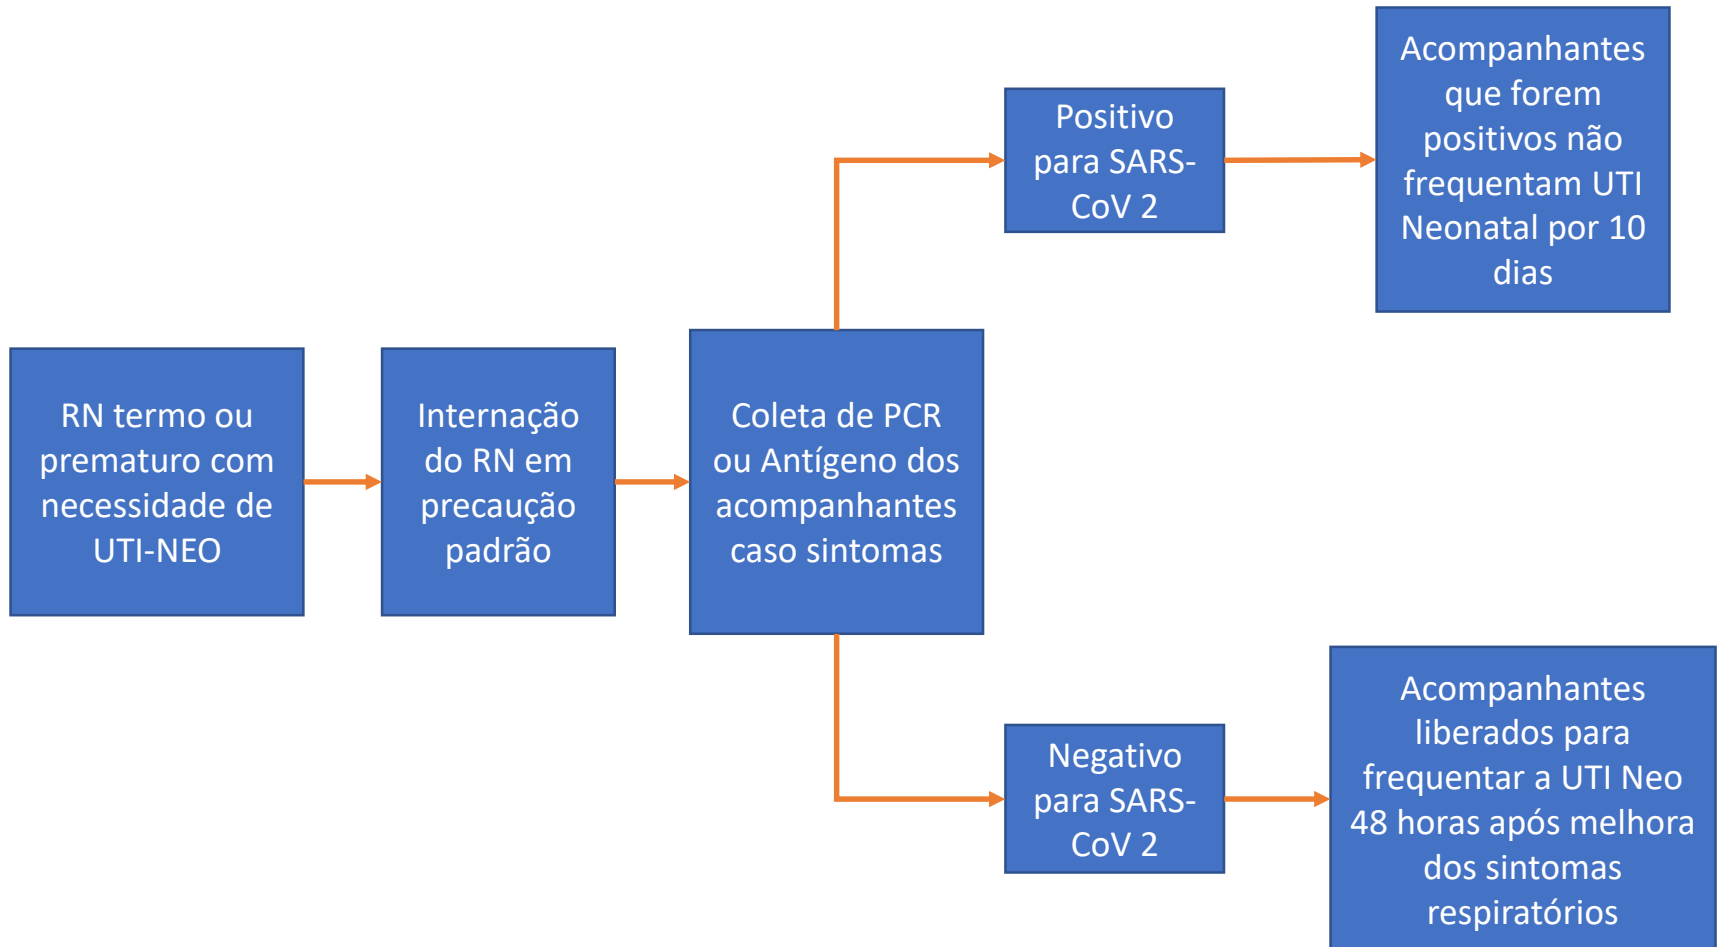 RN termo ou
prematuro com
necessidade de
UTI-NEO
Internação
do RN em
precaução
padrão
Coleta de PCR
ou Antígeno dos
acompanhantes
caso sintomas
Positivo
para SARS-
CoV 2
Acompanhantes
que forem
positivos não
frequentam UTI
Neonatal por 10
dias
Negativo
para SARS-
CoV 2
Acompanhantes
liberados para
frequentar a UTI Neo
48 horas após melhora
dos sintomas
respiratórios